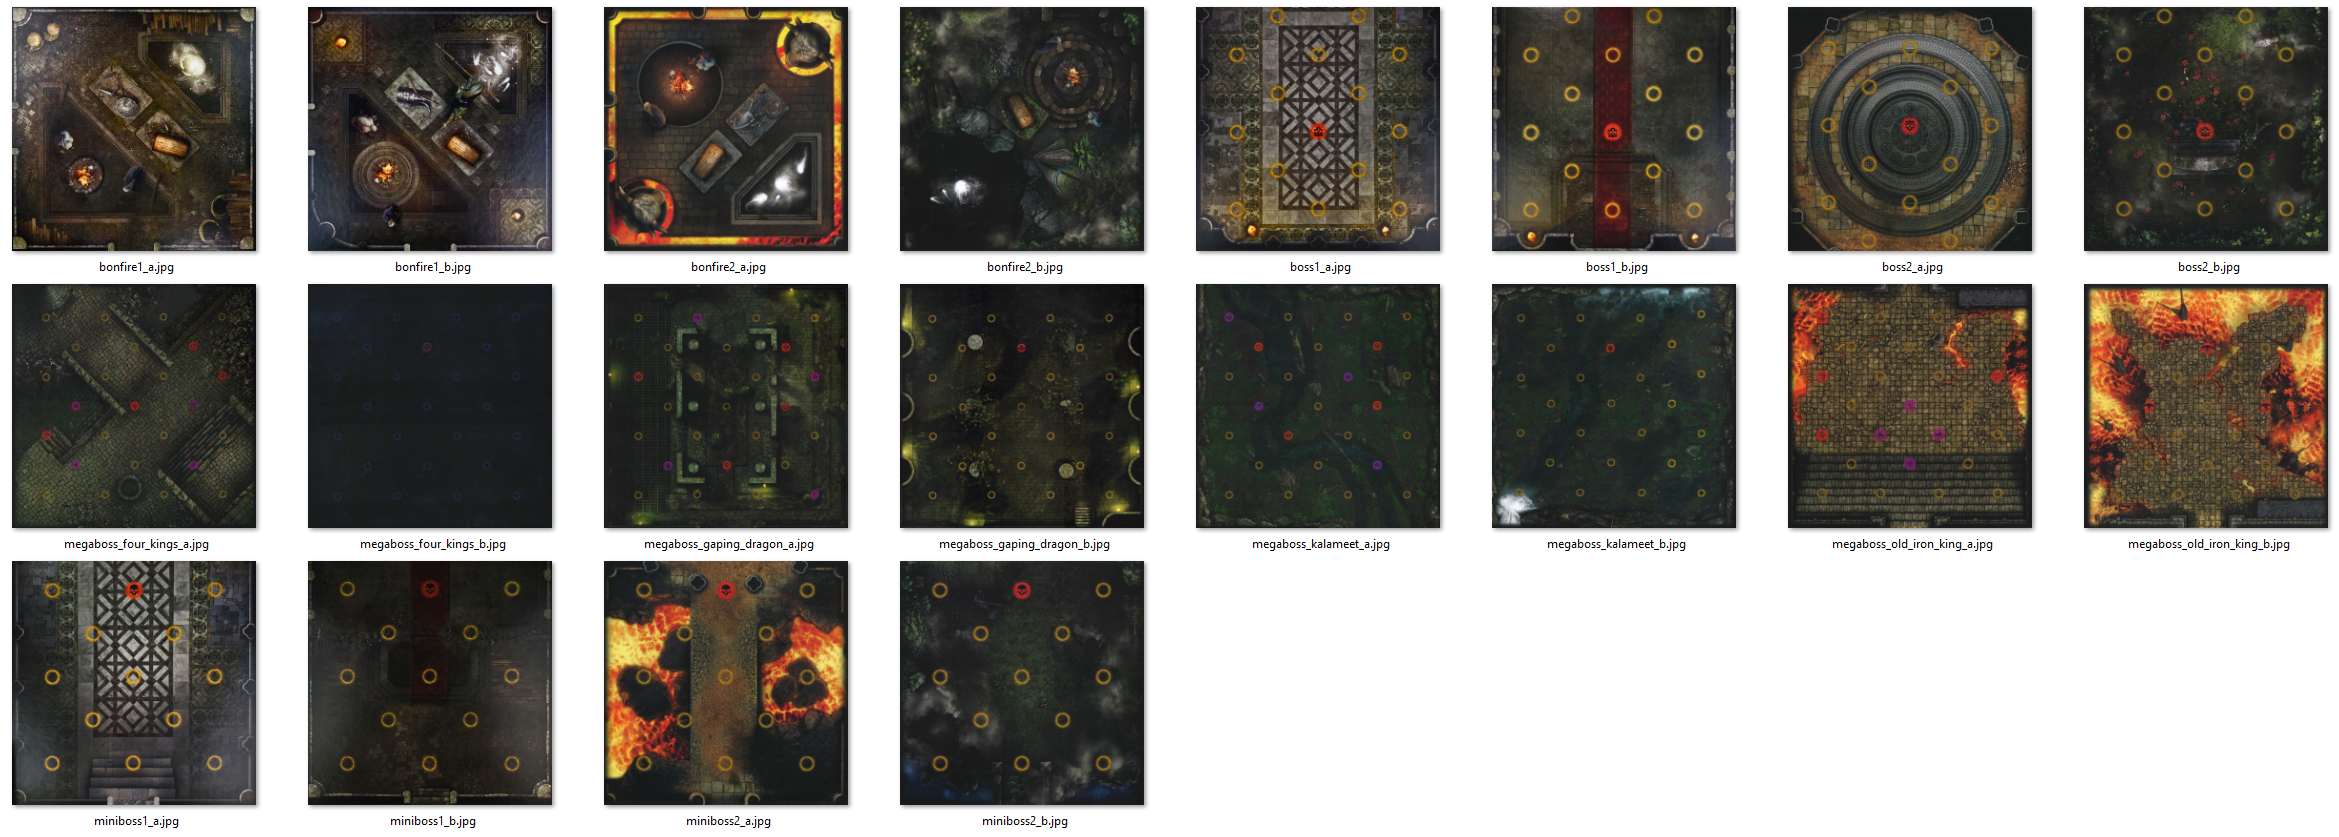 bonfire1_a.jpg
bonfire1_b.jpg
bonfire2_a.jpg
bonfire2_b.jpg
boss1_a.jpg
boss1_b.jpg
boss2_a.jpg
boss2_b.jpg
megaboss_four_kings_a.jpg
megaboss_four_kings_b.jpg
megaboss_gaping_dragon_a.jpg
megaboss_gaping_dragon_b.jpg
megaboss_kalameet_a.jpg
megaboss_kalameet_b.jpg
megaboss_old_iron_king_a.jpg
megaboss_old_iron_king_b.jpg
miniboss1_a.jpg
miniboss1_b.jpg
miniboss2_a.jpg
miniboss2_b.jpg